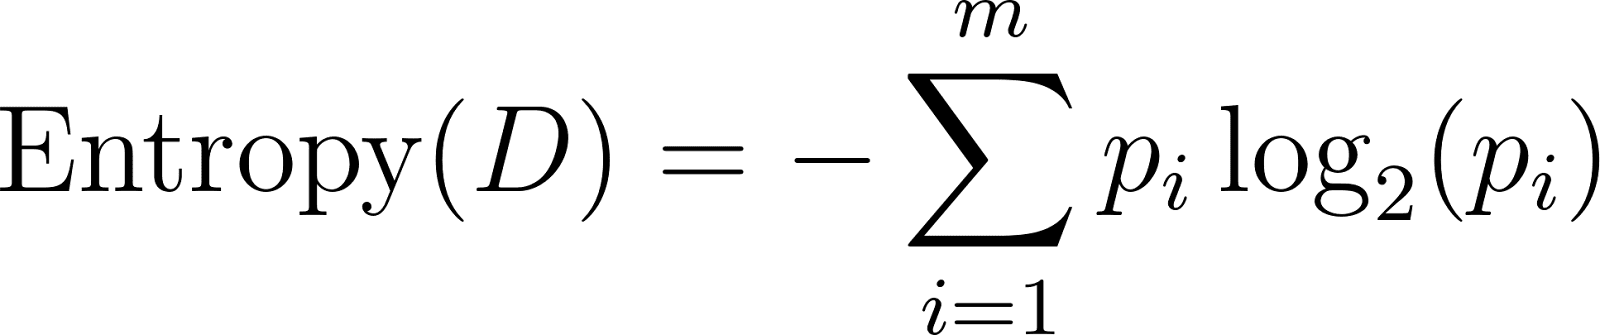 Entropy(D) = − ∑_{i=1}^{m} p_i log_2(p_i)